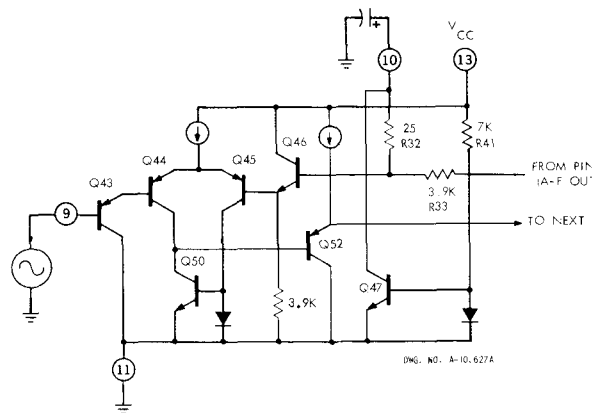 V
CC
10
13
25
R32
7K
R41
Q46
Q44
Q45
Q43
FROM PIN
1A-F OUT
3.9K
R33
9
TO NEXT
Q52
Q50
Q47
3.9K
11
DWG. NO. A-10,627A